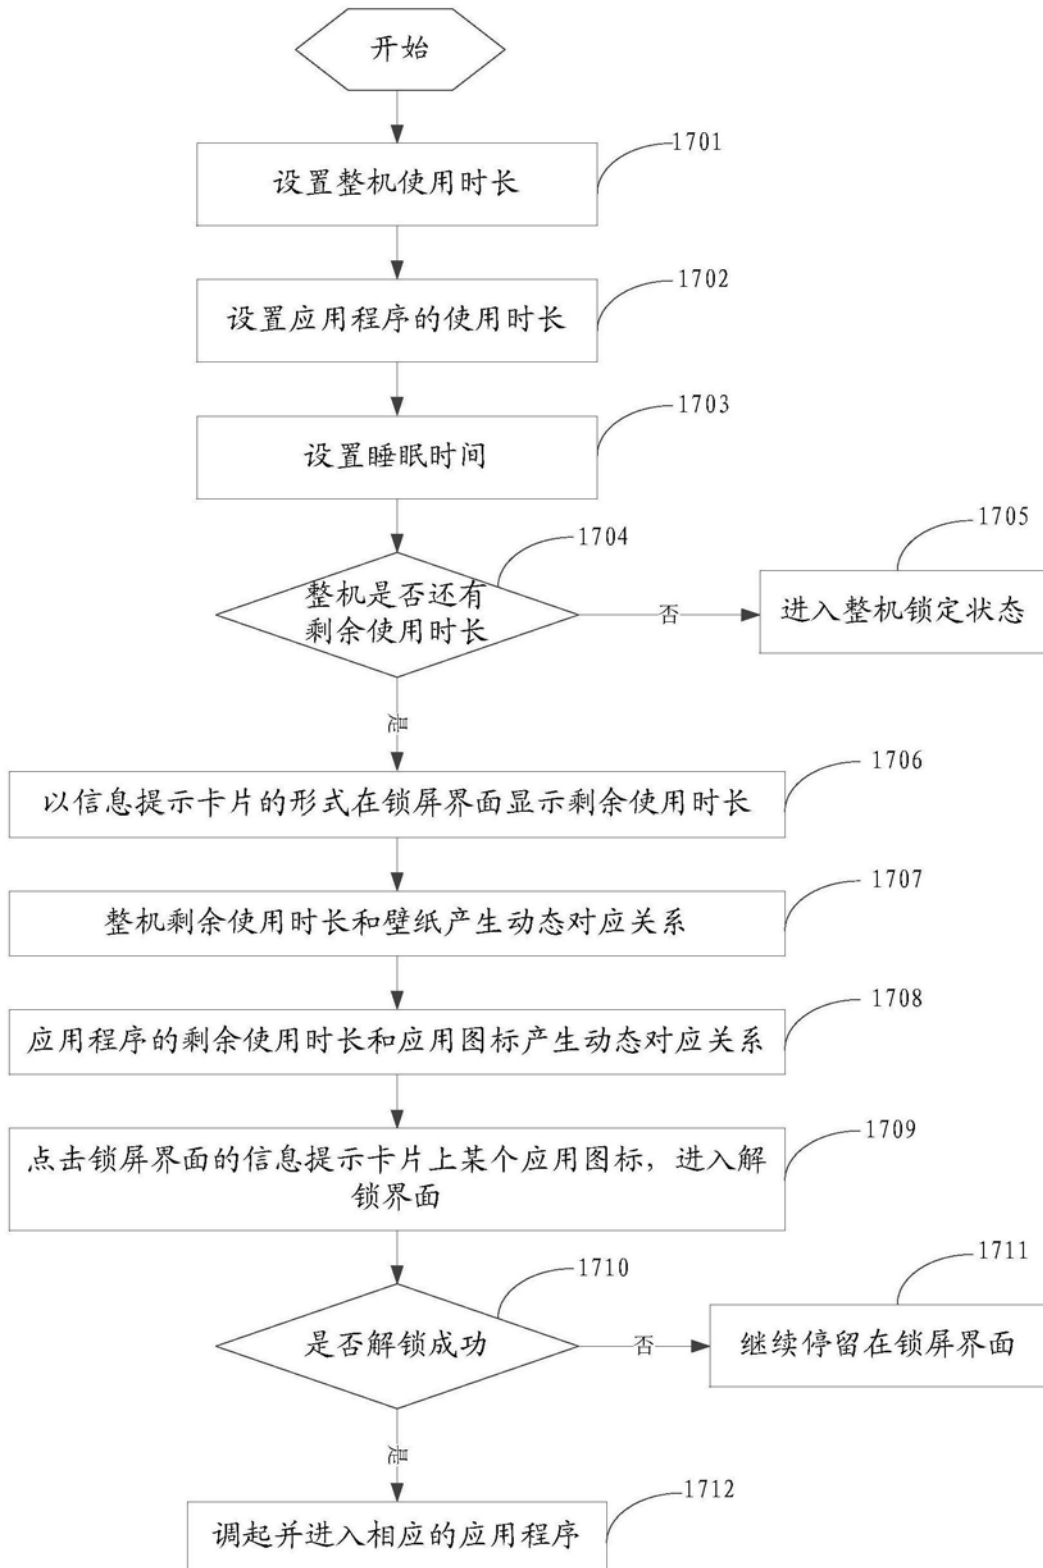 开始
1701
设置整机使用时长
1702
设置应用程序的使用时长
1703
设置睡眠时间
1704
整机是否还有
剩余使用时长
否
1705
进入整机锁定状态
是
1706
以信息提示卡片的形式在锁屏界面显示剩余使用时长
1707
整机剩余使用时长和壁纸产生动态对应关系
1708
应用程序的剩余使用时长和应用图标产生动态对应关系
1709
点击锁屏界面的信息提示卡片上某个应用图标，进入解
锁界面
1710
是否解锁成功
否
1711
继续停留在锁屏界面
是
1712
调起并进入相应的应用程序